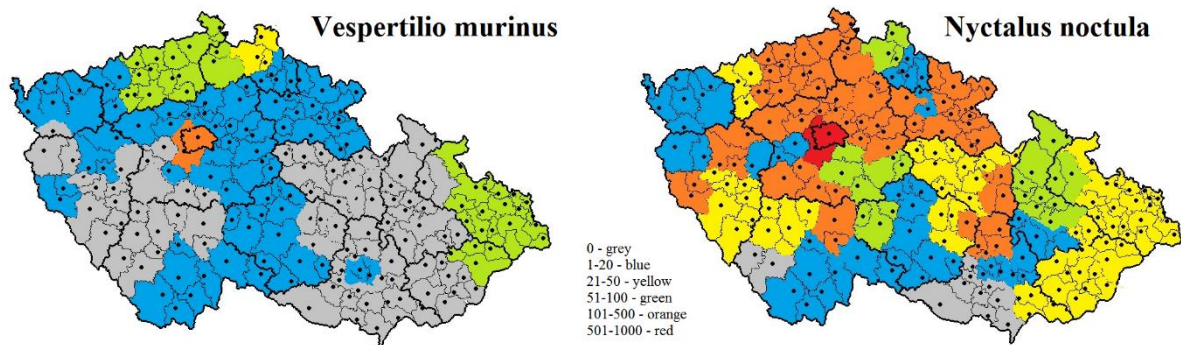 Vespertilio murinus
Nyctalus noctula
0 - grey
1-20 - blue
21-50 - yellow
51-100 - green
101-500 - orange
501-1000 - red